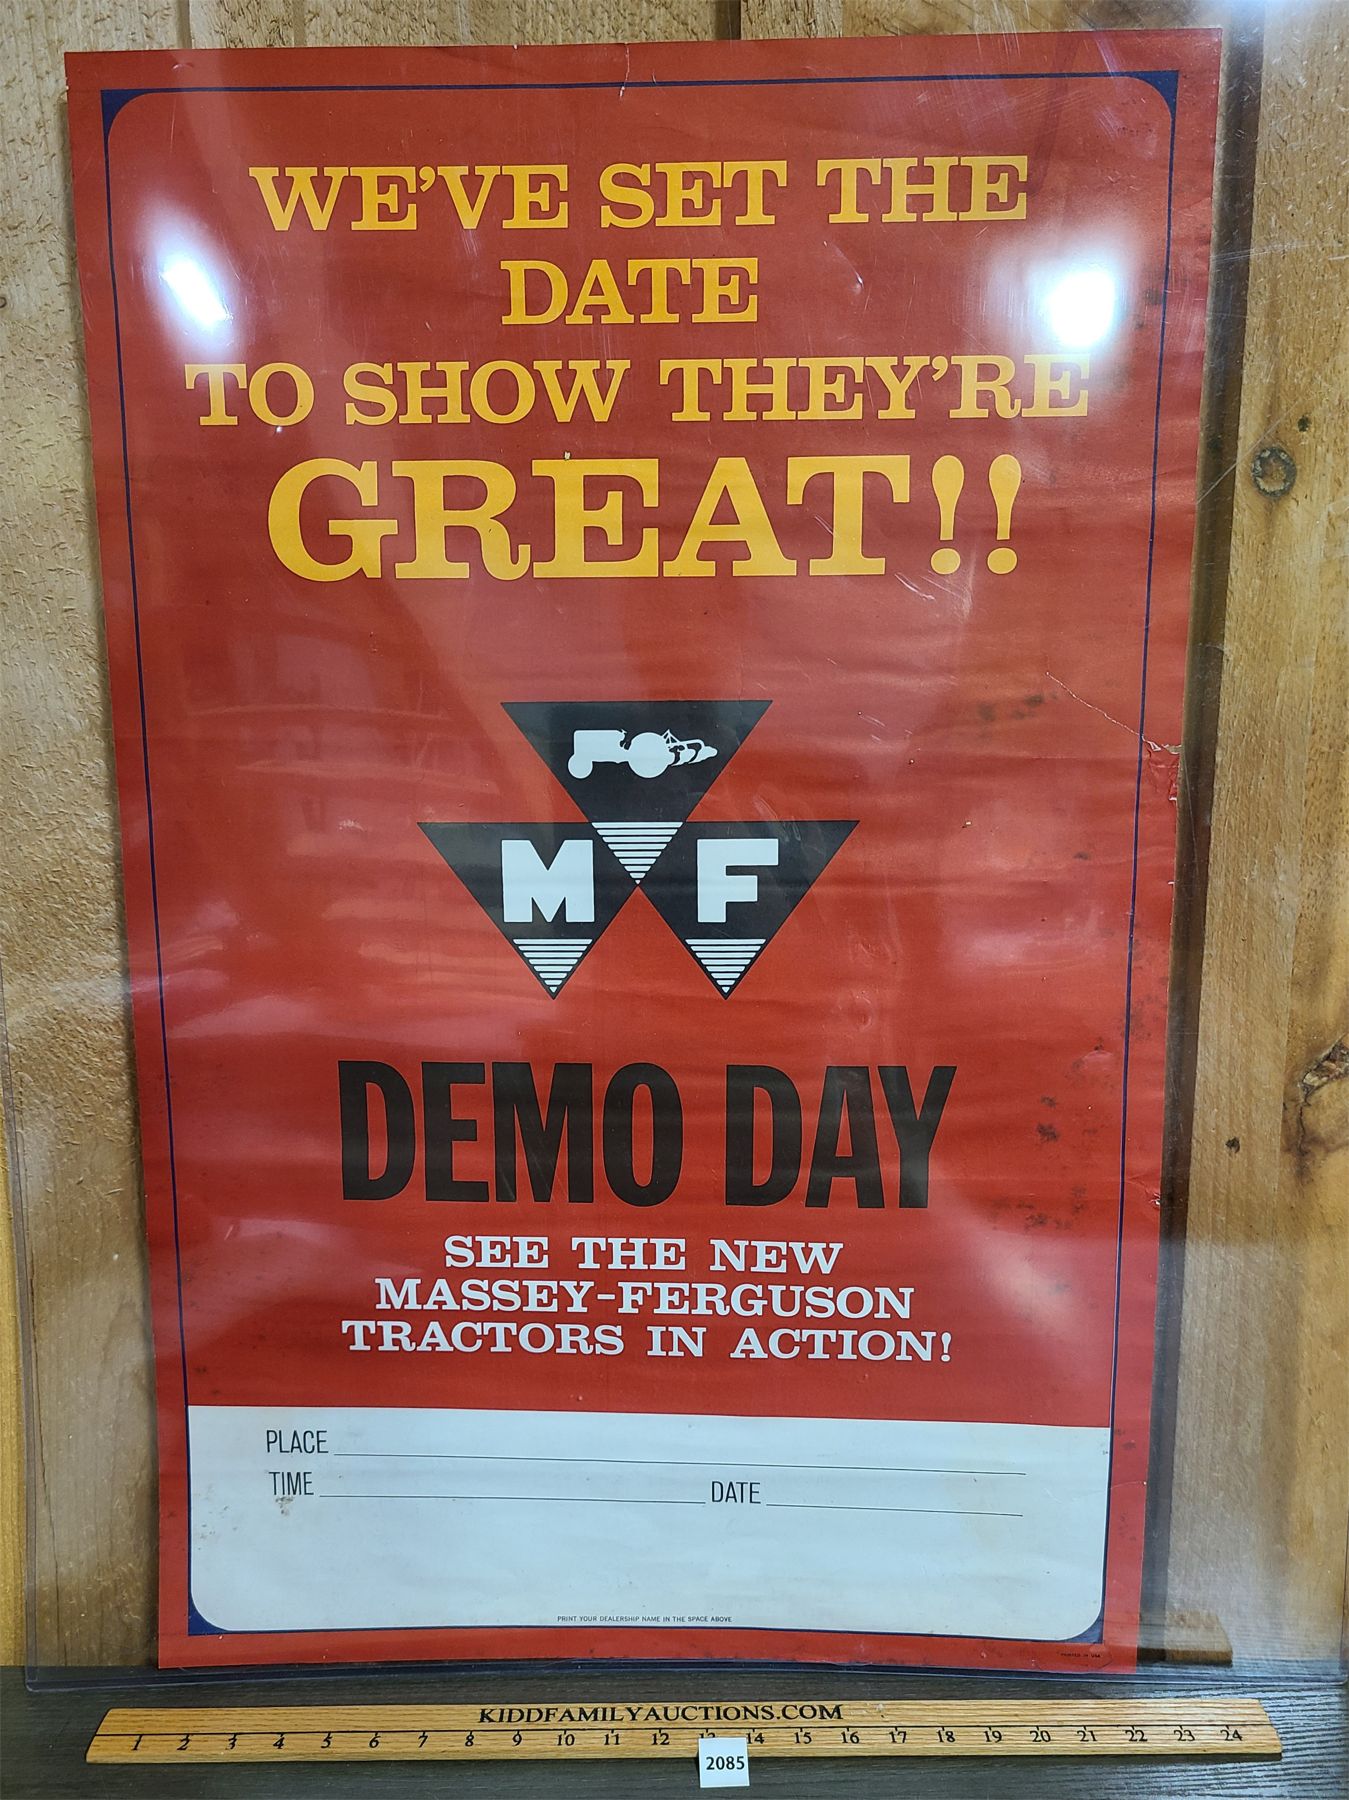 WE'VE SET THE
DATE
TO SHOW THEY'RE
GREAT!!
M F
DEMO DAY
SEE THE NEW
MASSEY-FERGUSON
TRACTORS IN ACTION!
PLACE
TIME DATE
PRINT YOUR DEALERSHIP NAME IN THE SPACE ABOVE
PRINTED IN USA
KIDDFAMILYAUCTIONS.COM
1 2 3 4 5 6 7 8 9 10 11 12 13 14 15 16 17 18 19 20 21 22 23 24
2085